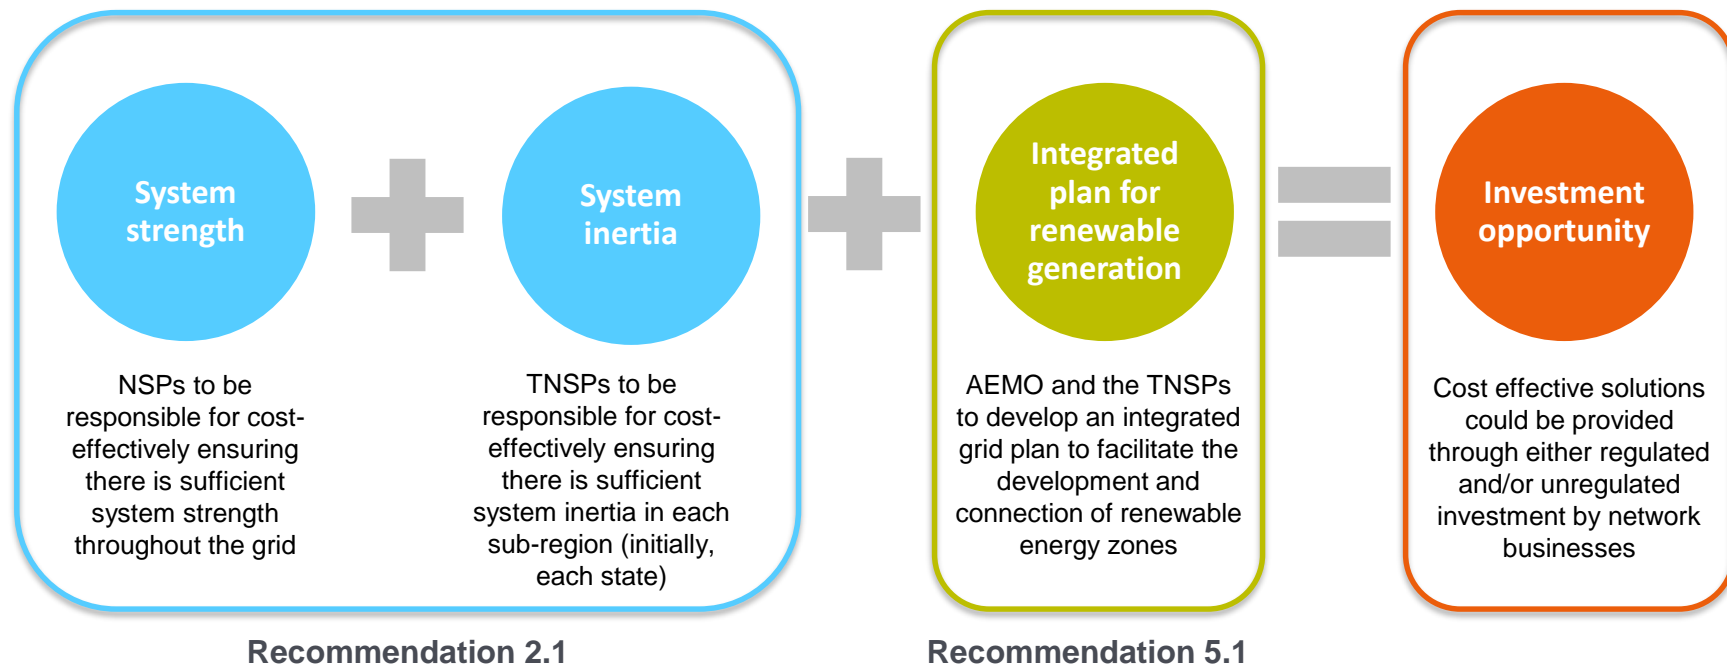 System
strength
NSPs to be
responsible for cost-
effectively ensuring
there is sufficient
system strength
throughout the grid
System
inertia
TNSPs to be
responsible for cost-
effectively ensuring
there is sufficient
system inertia in each
sub-region (initially,
each state)
Recommendation 2.1
Integrated
plan for
renewable
generation
AEMO and the TNSPs
to develop an integrated
grid plan to facilitate the
development and
connection of renewable
energy zones
Recommendation 5.1
Investment
opportunity
Cost effective solutions
could be provided
through either regulated
and/or unregulated
investment by network
businesses